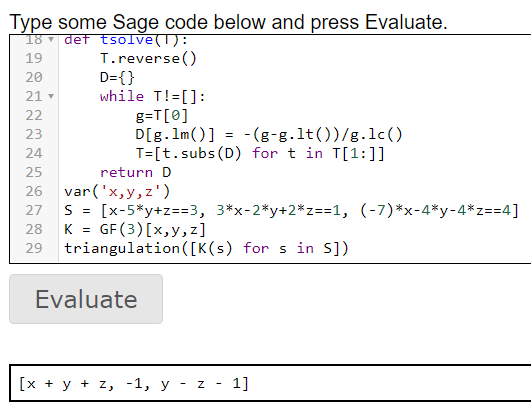 Type some Sage code below and press Evaluate.
18 def tsolve(T):
19 T.reverse()
20 D={}
21 while T!=[]:
22 g=T[0]
23 D[g.lm()] = -(g-g.lt())/g.lc()
24 T=[t.subs(D) for t in T[1:]]
25 return D
26 var('x,y,z')
27 S = [x-5*y+z==3, 3*x-2*y+2*z==1, (-7)*x-4*y-4*z==4]
28 K = GF(3)[x,y,z]
29 triangulation([K(s) for s in S])
Evaluate
[x + y + z, -1, y - z - 1]